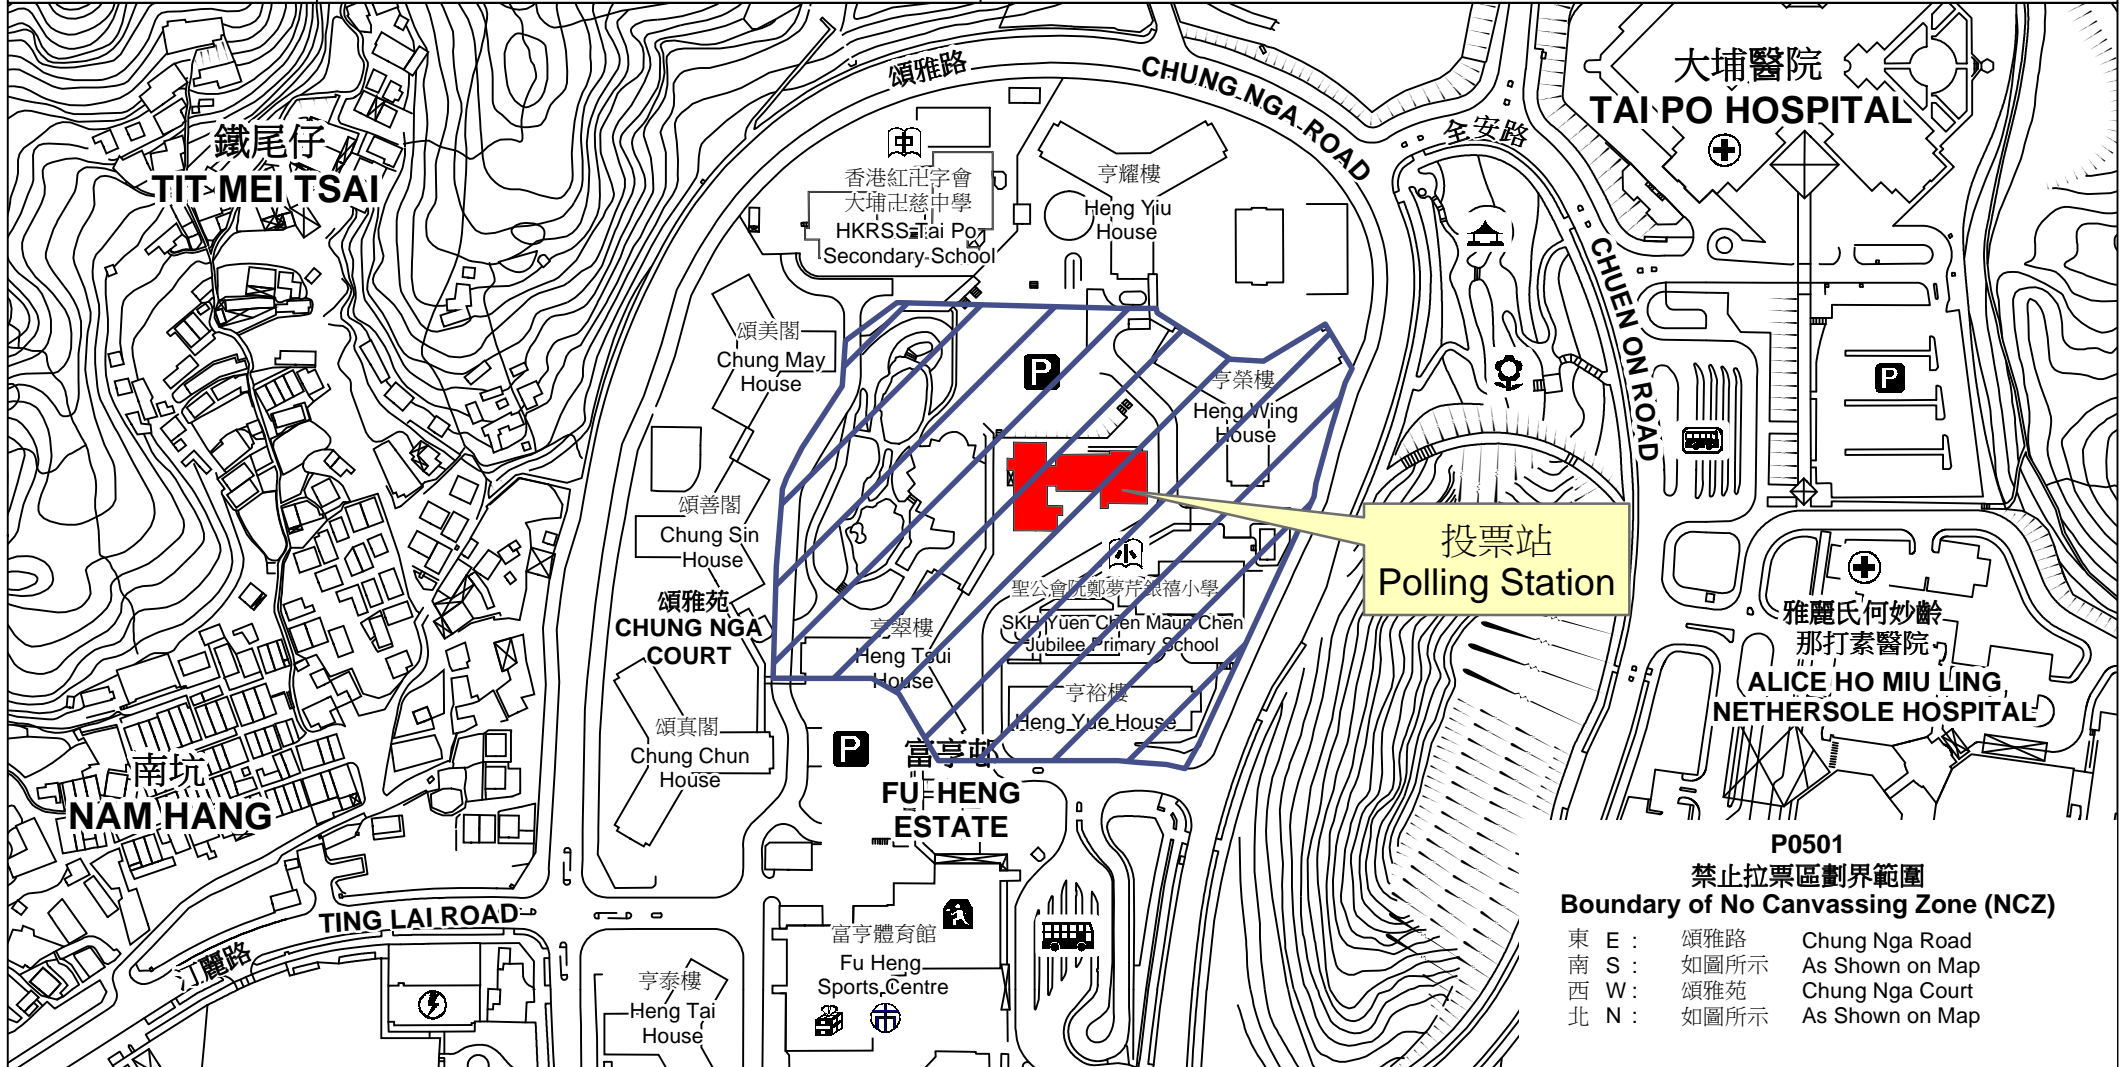 頌雅路
CHUNG NGA ROAD
全安路
大埔醫院
TAI PO HOSPITAL
鐵尾仔
TIT MEI TSAI
中
香港紅卍字會
大埔卍慈中學
HKRSS Tai Po
Secondary School
亨耀樓
Heng Yiu
House
CHUEN ON ROAD
頌美閣
Chung May
House
P
亨榮樓
Heng Wing
House
P
頌善閣
Chung Sin
House
投票站
Polling Station
小
聖公會阮鄭夢芹銀禧小學
SKH Yuen Chen Maun Chen
Jubilee Primary School
頌雅苑
CHUNG NGA
COURT
亨翠樓
Heng Tsui
House
雅麗氏何妙齡
那打素醫院
ALICE HO MIU LING
NETHERSOLE HOSPITAL
亨裕樓
Heng Yue House
頌真閣
Chung Chun
House
P
富亨邨
FU HENG
ESTATE
南坑
NAM HANG
TING LAI ROAD
汀麗路
富亨體育館
Fu Heng
Sports Centre
亨泰樓
Heng Tai
House
P0501
禁止拉票區劃界範圍
Boundary of No Canvassing Zone (NCZ)
東 E : 頌雅路 Chung Nga Road
南 S : 如圖所示 As Shown on Map
西 W : 頌雅苑 Chung Nga Court
北 N : 如圖所示 As Shown on Map